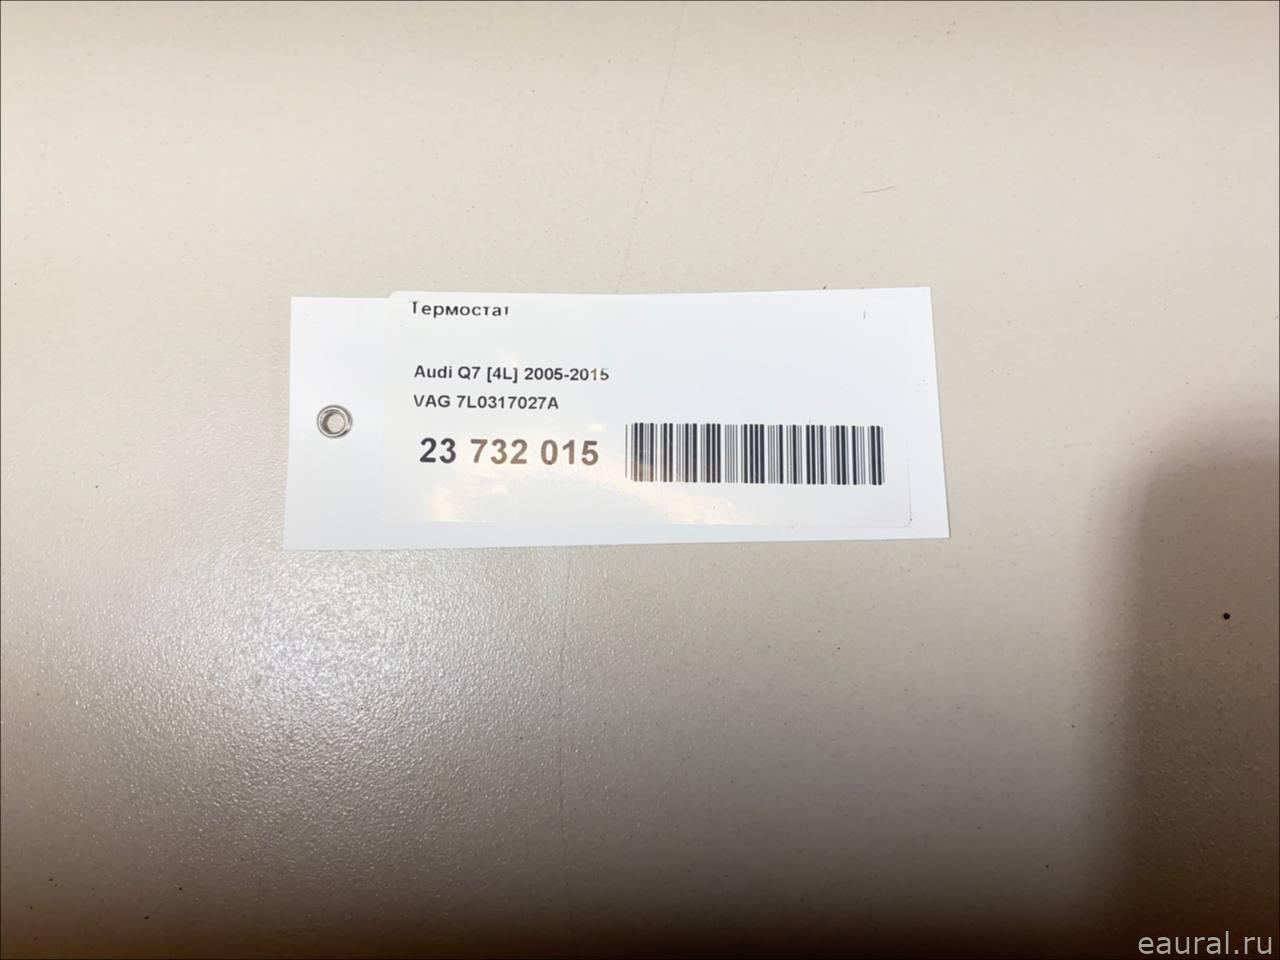 Термостат
Audi Q7 [4L] 2005-2015
VAG 7L0317027A
23 732 015
eaural.ru